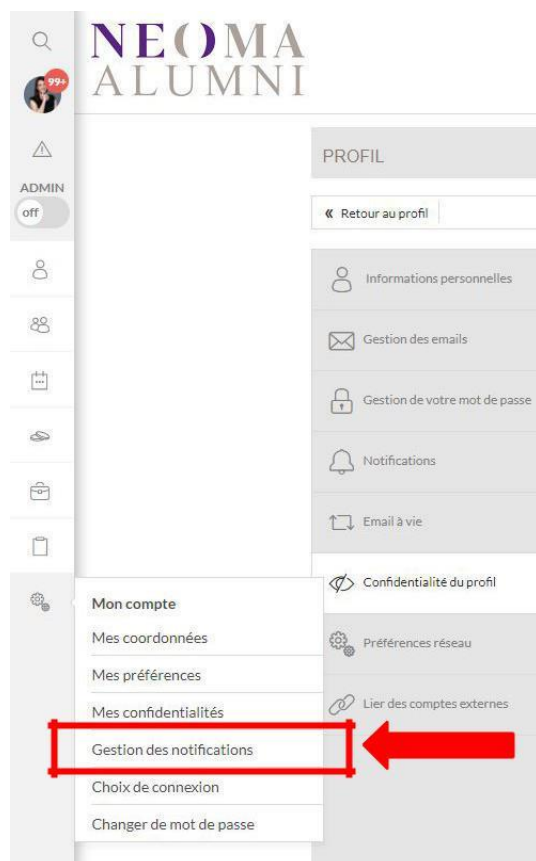 NEOMA
ALUMNI
99+
ADMIN
off
PROFIL
« Retour au profil
Informations personnelles
Gestion des emails
Gestion de votre mot de passe
Notifications
Email à vie
Confidentialité du profil
Préférences réseau
Lier des comptes externes
Mon compte
Mes coordonnées
Mes préférences
Mes confidentialités
Gestion des notifications
Choix de connexion
Changer de mot de passe